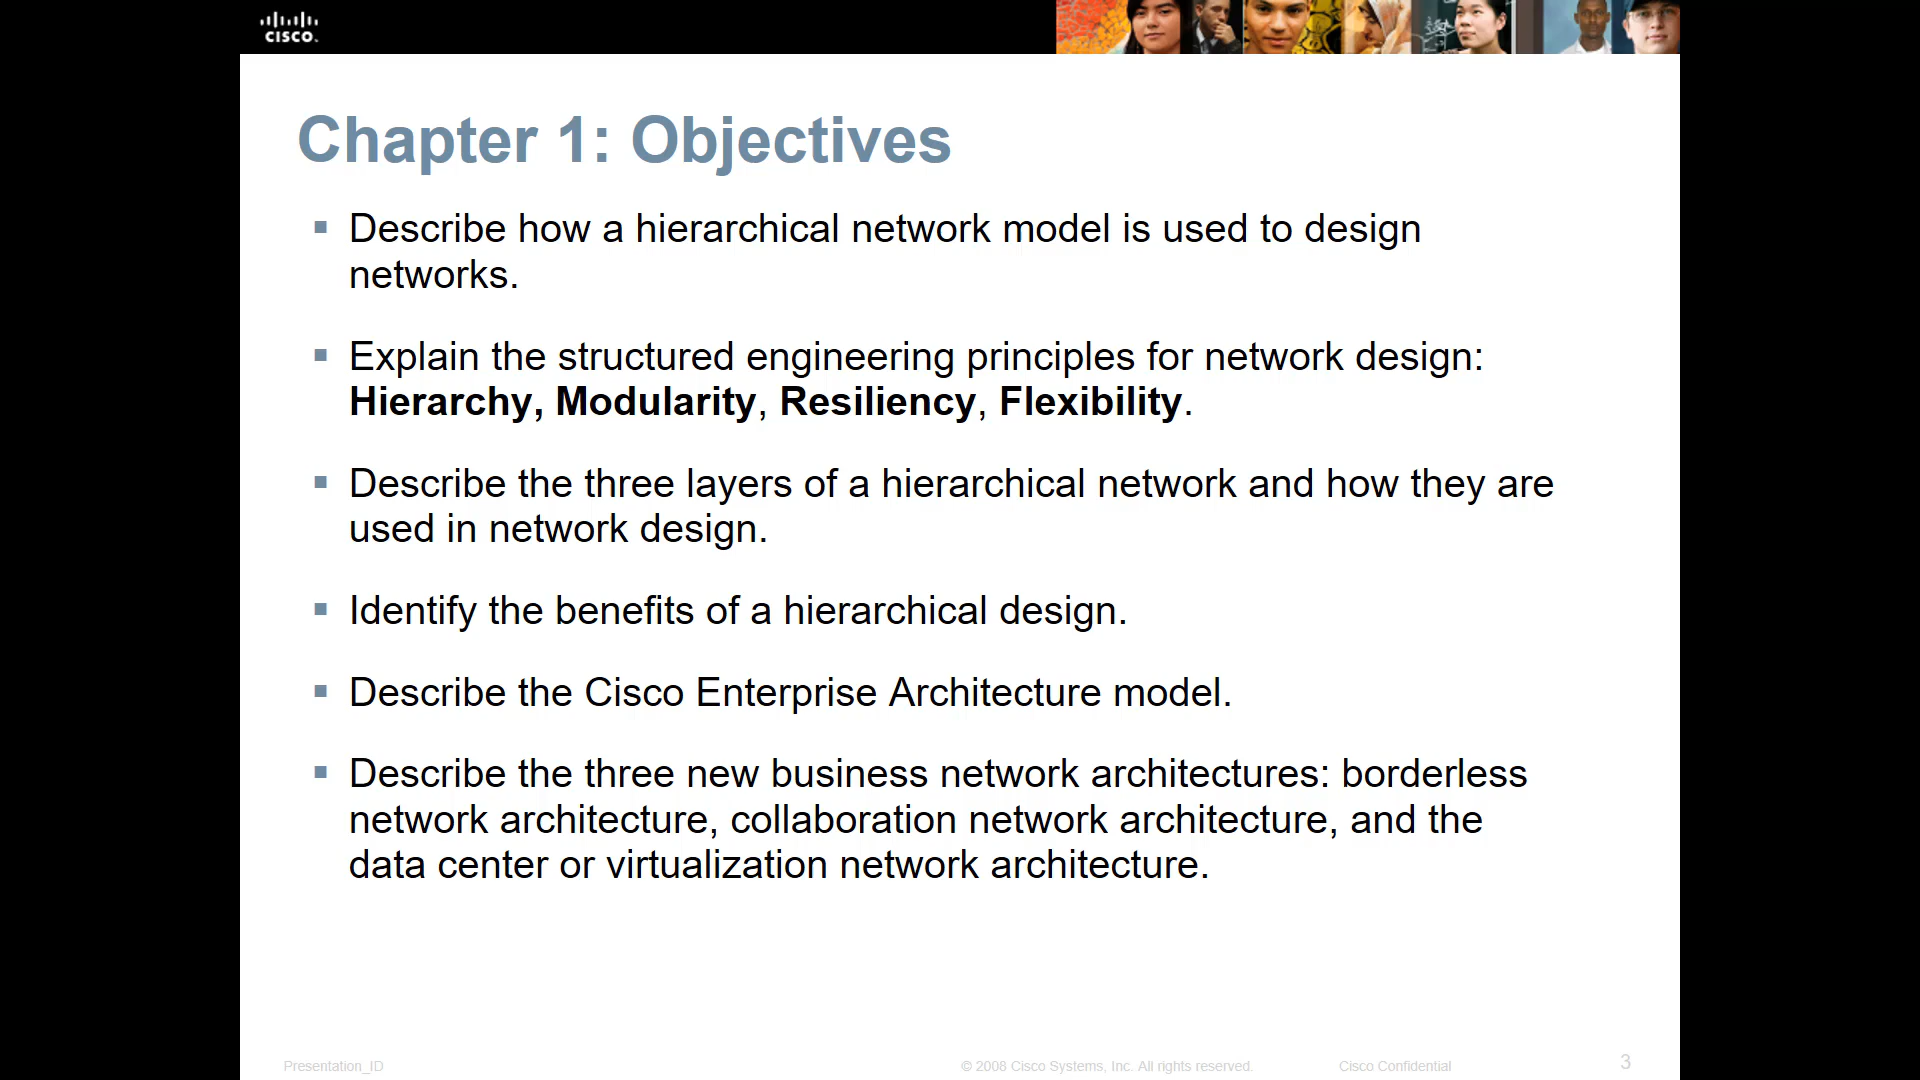 CISCO.
Chapter 1: Objectives
▪ Describe how a hierarchical network model is used to design
networks.
▪ Explain the structured engineering principles for network design:
Hierarchy, Modularity, Resiliency, Flexibility.
▪ Describe the three layers of a hierarchical network and how they are
used in network design.
▪ Identify the benefits of a hierarchical design.
▪ Describe the Cisco Enterprise Architecture model.
▪ Describe the three new business network architectures: borderless
network architecture, collaboration network architecture, and the
data center or virtualization network architecture.
Presentation_ID © 2008 Cisco Systems, Inc. All rights reserved. Cisco Confidential 3